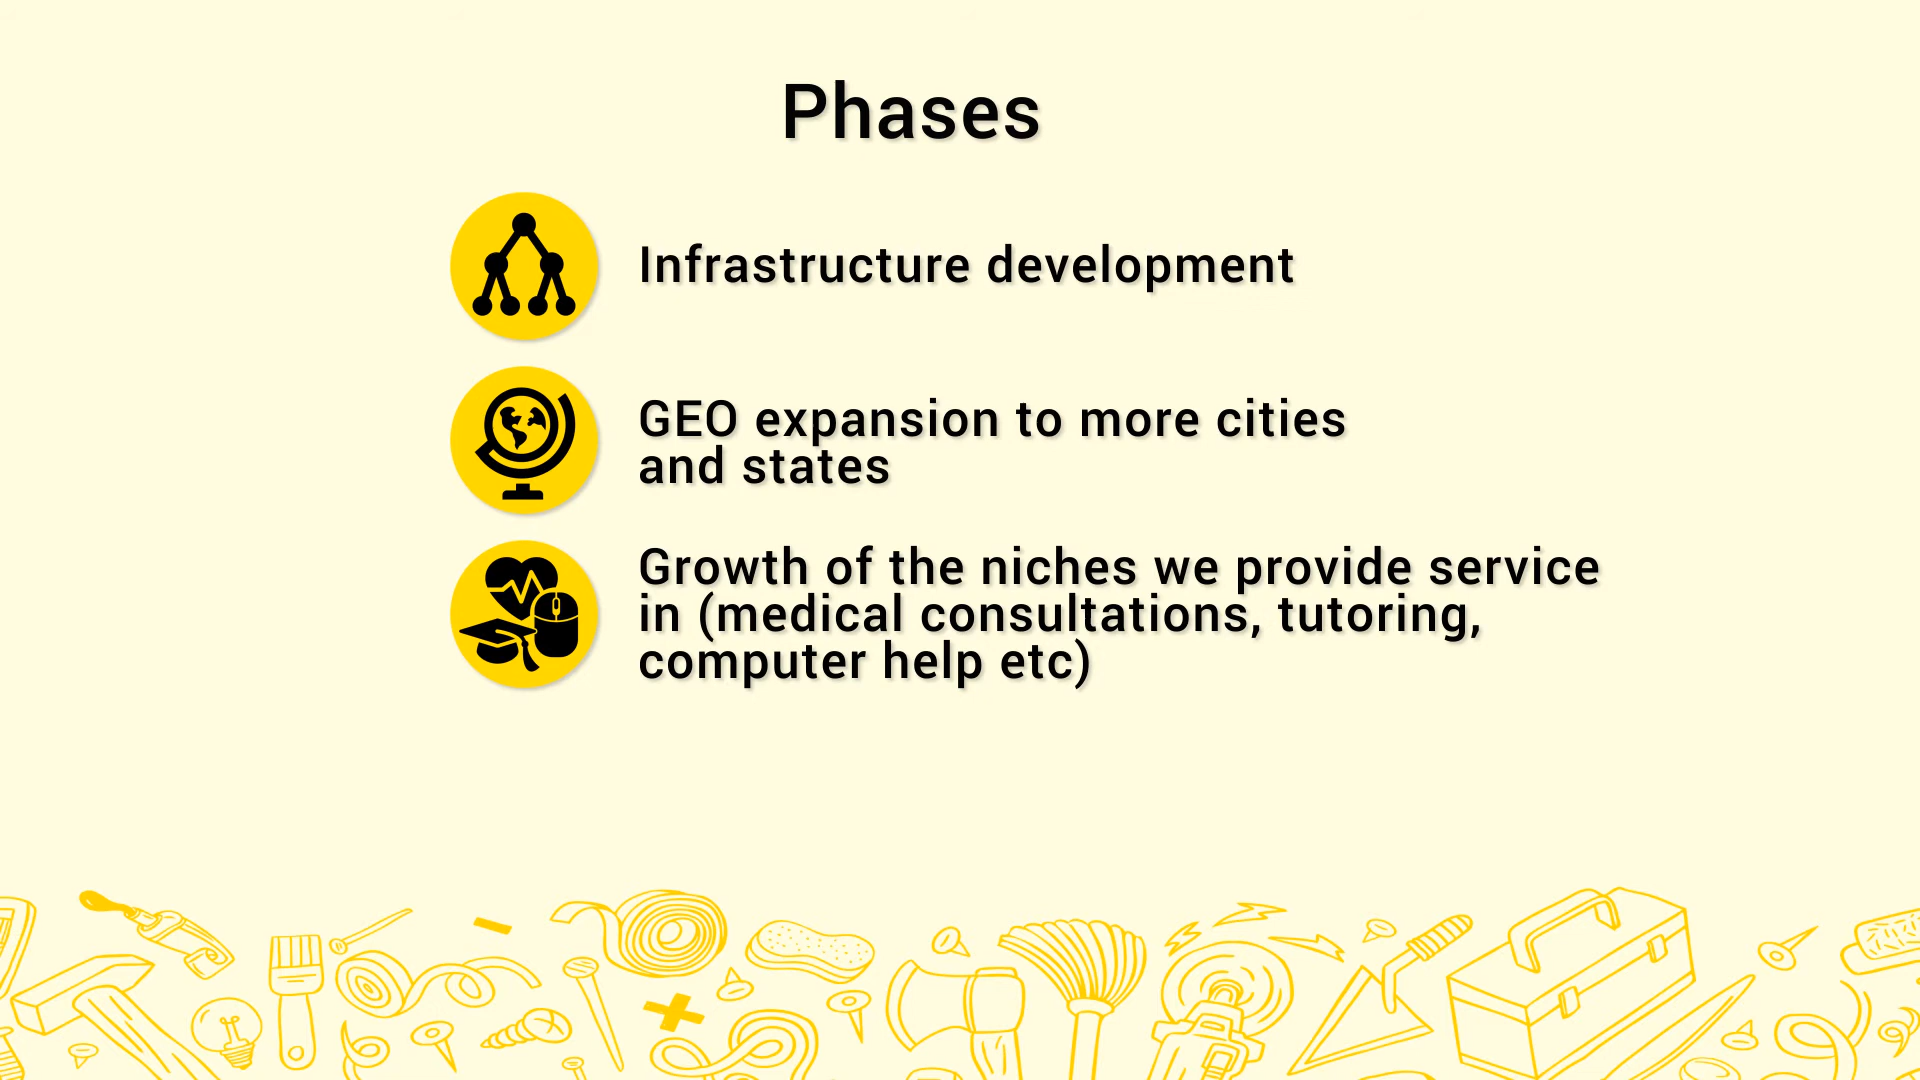 Phases
Infrastructure development
GEO expansion to more cities
and states
Growth of the niches we provide service
in (medical consultations, tutoring,
computer help etc)